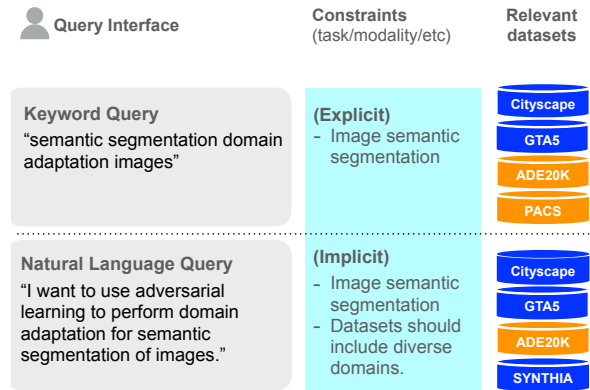 Query Interface
Constraints
(task/modality/etc)
Relevant
datasets
Keyword Query
“semantic segmentation domain
adaptation images”
(Explicit)
- Image semantic
segmentation
Cityscape
GTA5
ADE20K
PACS
Natural Language Query
“I want to use adversarial
learning to perform domain
adaptation for semantic
segmentation of images.”
(Implicit)
- Image semantic
segmentation
- Datasets should
include diverse
domains.
Cityscape
GTA5
ADE20K
SYNTHIA